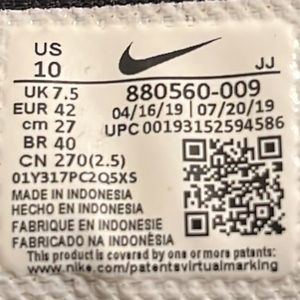 US
10
JJ
UK 7.5
EUR 42
cm 27
BR 40
CN 270(2.5)
880560-009
04/16/19 07/20/19
UPC 00193152594586
01Y317PC2Q5XS
MADE IN INDONESIA
HECHO EN INDONESIA
FABRIQUE EN INDONESIE
FABRICADO NA INDONÈSIA
This product is covered by one or more patents:
www.nike.com/patentsvirtualmarking